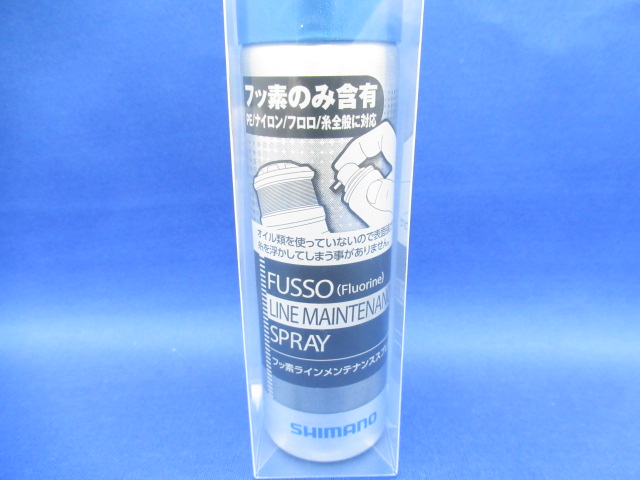 フッ素のみ含有
PE/ナイロン/フロロ/糸全般に対応
オイル類を使っていないので表面
糸を浮かしてしまう事がありません。
FUSSO (Fluorine)
LINE MAINTENAN
SPRAY
フッ素ラインメンテナンススプ
SHIMANO